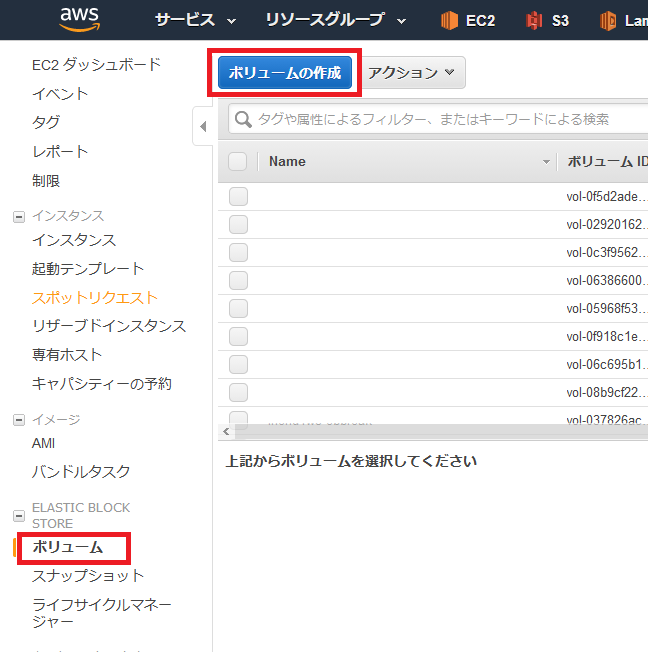 aws サービス リソースグループ EC2 S3 Lam
EC2 ダッシュボード
イベント
タグ
レポート
制限
インスタンス
インスタンス
起動テンプレート
スポットリクエスト
リザーブドインスタンス
専有ホスト
キャパシティーの予約
イメージ
AMI
バンドルタスク
ELASTIC BLOCK
STORE
ボリューム
スナップショット
ライフサイクルマネー
ジャー
ボリュームの作成 アクション
タグや属性によるフィルター、またはキーワードによる検索
Name ボリューム ID
vol-0f5d2ade...
vol-02920162...
vol-0c3f9562...
vol-06386600...
vol-05968f53...
vol-0f918c1e...
vol-06c695b1...
vol-08b9cf22...
vol-037826ac...
上記からボリュームを選択してください